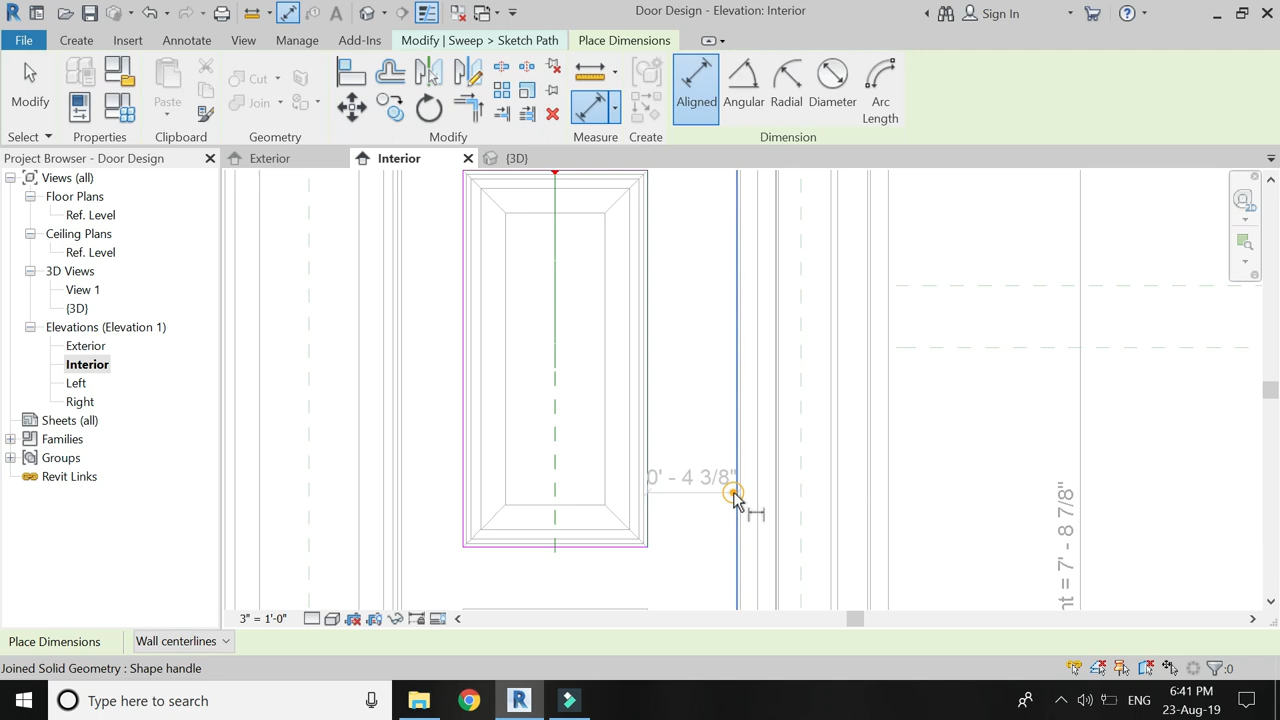 Door Design - Elevation: Interior
Sign In
File
Create
Insert
Annotate
View
Manage
Add-Ins
Modify | Sweep > Sketch Path
Place Dimensions
Modify
Paste
Cut
Join
Aligned
Angular
Radial
Diameter
Arc
Length
Select
Properties
Clipboard
Geometry
Modify
Measure
Create
Dimension
Project Browser - Door Design
Exterior
Interior
{3D}
Views (all)
Floor Plans
Ref. Level
Ceiling Plans
Ref. Level
3D Views
View 1
{3D}
Elevations (Elevation 1)
Exterior
Interior
Left
Right
Sheets (all)
Families
Groups
Revit Links
2D
0' - 4 3/8"
nt = 7' - 8 7/8"
3" = 1'-0"
Place Dimensions
Wall centerlines
Joined Solid Geometry : Shape handle
:0
Type here to search
ENG
6:41 PM
23-Aug-19